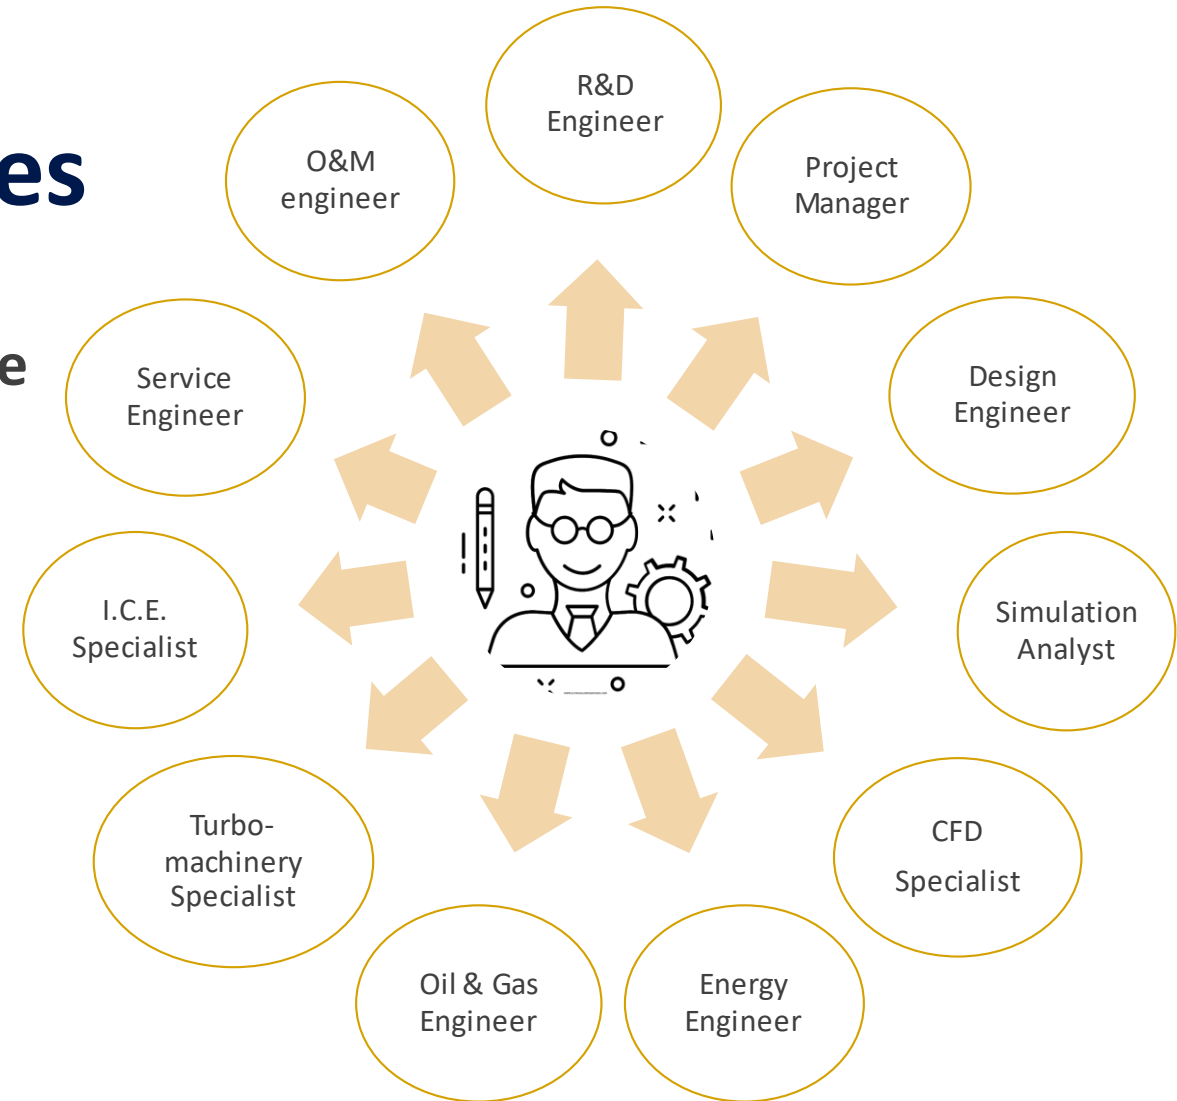 es
e
R&D
Engineer
Project
Manager
Design
Engineer
Simulation
Analyst
CFD
Specialist
Energy
Engineer
Oil & Gas
Engineer
Turbo-
machinery
Specialist
I.C.E.
Specialist
Service
Engineer
O&M
engineer